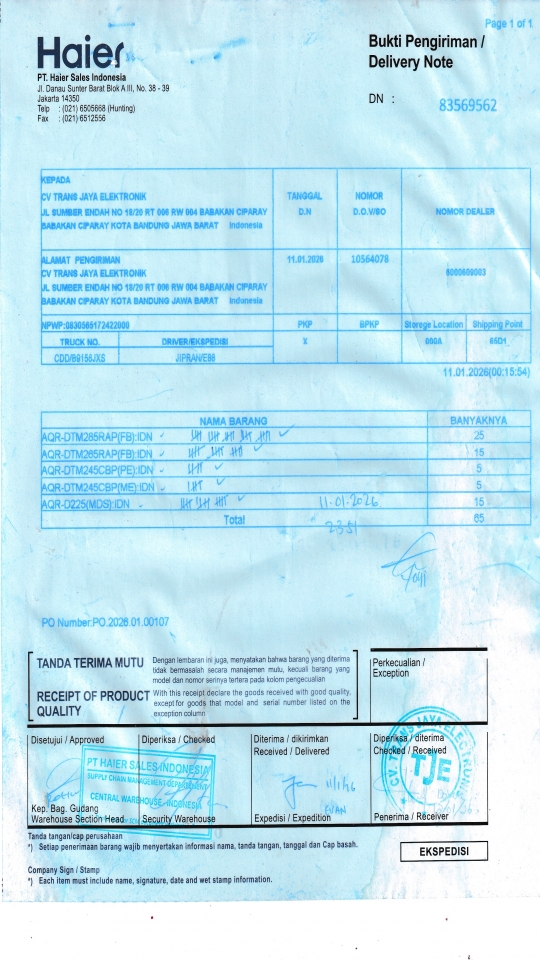 Page 1 of 1
Haier
Bukti Pengiriman /
Delivery Note
PT. Haier Sales Indonesia
Jl. Danau Sunter Barat Blok A III, No. 38 - 39
Jakarta 14350
Telp : (021) 6505668 (Hunting)
Fax : (021) 6512556
DN : 83569562
KEPADA
CV TRANS JAYA ELEKTRONIK
JL SUMBER ENDAH NO 18/20 RT 006 RW 004 BABAKAN CIPARAY
BABAKAN CIPARAY KOTA BANDUNG JAWA BARAT Indonesia
TANGGAL D.N
NOMOR D.O.V/BO
NOMOR DEALER
ALAMAT PENGIRIMAN
CV TRANS JAYA ELEKTRONIK
JL SUMBER ENDAH NO 18/20 RT 006 RW 004 BABAKAN CIPARAY
BABAKAN CIPARAY KOTA BANDUNG JAWA BARAT Indonesia
11.01.2026 10564078
NPWP:0830565172422000 PKP BPKP Storege Location Shipping Point
TRUCK NO. DRIVER/EKSPEDISI X 000A 65D1
CDD/B9156JXS JIPRAN/E88
11.01.2026(00:15:54)
NAMA BARANG BANYAKNYA
AQR-DTM285RAP(FB):IDN 25
AQR-DTM265RAP(FB):IDN 15
AQR-DTM245CBP(PE):IDN 5
AQR-DTM245CBP(ME):IDN 5
AQR-D225(MDS):IDN 11-01-2026 15
Total 65
2351
PO Number:PO.2026.01.00107
TANDA TERIMA MUTU
Dengan lembaran ini juga, menyatakan bahwa barang yang diterima
tidak bermasalah secara manajemen mutu, kecuali barang yang
model dan nomor serinya tertera pada kolom pengecualian
RECEIPT OF PRODUCT QUALITY
With this receipt declare the goods received with good quality,
except for goods that model and serial number listed on the
exception column
Perkecualian /
Exception
Disetujui / Approved
Diperiksa / Checked
Diterima / dikirimkan
Received / Delivered
Diperiksa / diterima
Checked / Received
PT HAIER SALES INDONESIA
SUPPLY CHAIN MANAGEMENT DEPARTMENT
CENTRAL WAREHOUSE - INDONESIA
CV. TRANS JAYA ELEKTRONIK
TJE
11/1/26
Kep. Bag. Gudang
Warehouse Section Head
Security Warehouse
Expedisi / Expedition
Penerima / Receiver
Tanda tangan/cap perusahaan
*) Setiap penerimaan barang wajib menyertakan informasi nama, tanda tangan, tanggal dan Cap basah.
EKSPEDISI
Company Sign / Stamp
*) Each item must include name, signature, date and wet stamp information.